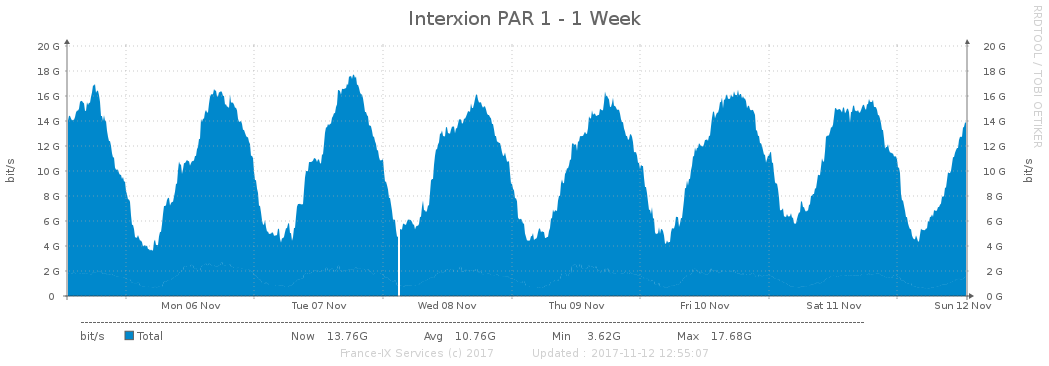 Interxion PAR 1 - 1 Week
RRDTOOL / TOBI OETIKER
20 G 20 G
18 G 18 G
16 G 16 G
14 G 14 G
12 G 12 G
10 G 10 G
8 G 8 G
6 G 6 G
4 G 4 G
2 G 2 G
0 0 G
bit/s
bit/s
Mon 06 Nov Tue 07 Nov Wed 08 Nov Thu 09 Nov Fri 10 Nov Sat 11 Nov Sun 12 Nov
bit/s Total Now 13.76G Avg 10.76G Min 3.62G Max 17.68G
France-IX Services (c) 2017 Updated : 2017-11-12 12:55:07